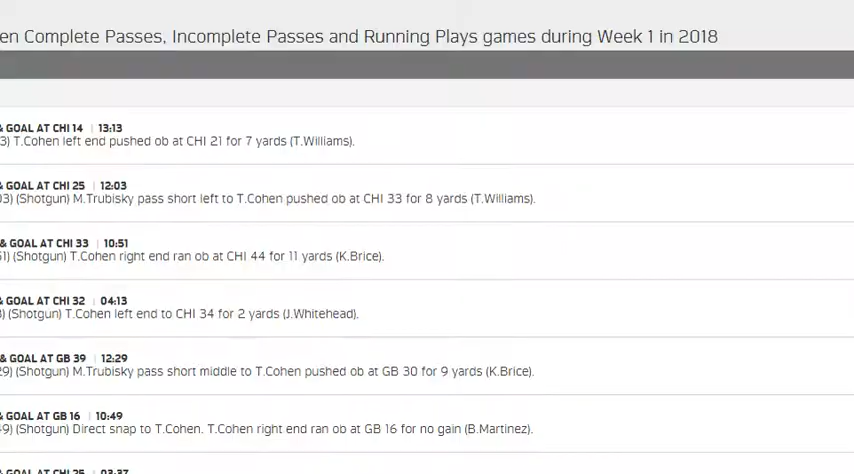 en Complete Passes, Incomplete Passes and Running Plays games during Week 1 in 2018
& GOAL AT CHI 14 | 13:13
3) T.Cohen left end pushed ob at CHI 21 for 7 yards (T.Williams).
& GOAL AT CHI 25 | 12:03
03) (Shotgun) M.Trubisky pass short left to T.Cohen pushed ob at CHI 33 for 8 yards (T.Williams).
& GOAL AT CHI 33 | 10:51
51) (Shotgun) T.Cohen right end ran ob at CHI 44 for 11 yards (K.Brice).
& GOAL AT CHI 32 | 04:13
3) (Shotgun) T.Cohen left end to CHI 34 for 2 yards (J.Whitehead).
& GOAL AT GB 39 | 12:29
29) (Shotgun) M.Trubisky pass short middle to T.Cohen pushed ob at GB 30 for 9 yards (K.Brice).
& GOAL AT GB 16 | 10:49
49) (Shotgun) Direct snap to T.Cohen. T.Cohen right end ran ob at GB 16 for no gain (B.Martinez).
& GOAL AT CHI 25 | 03:37